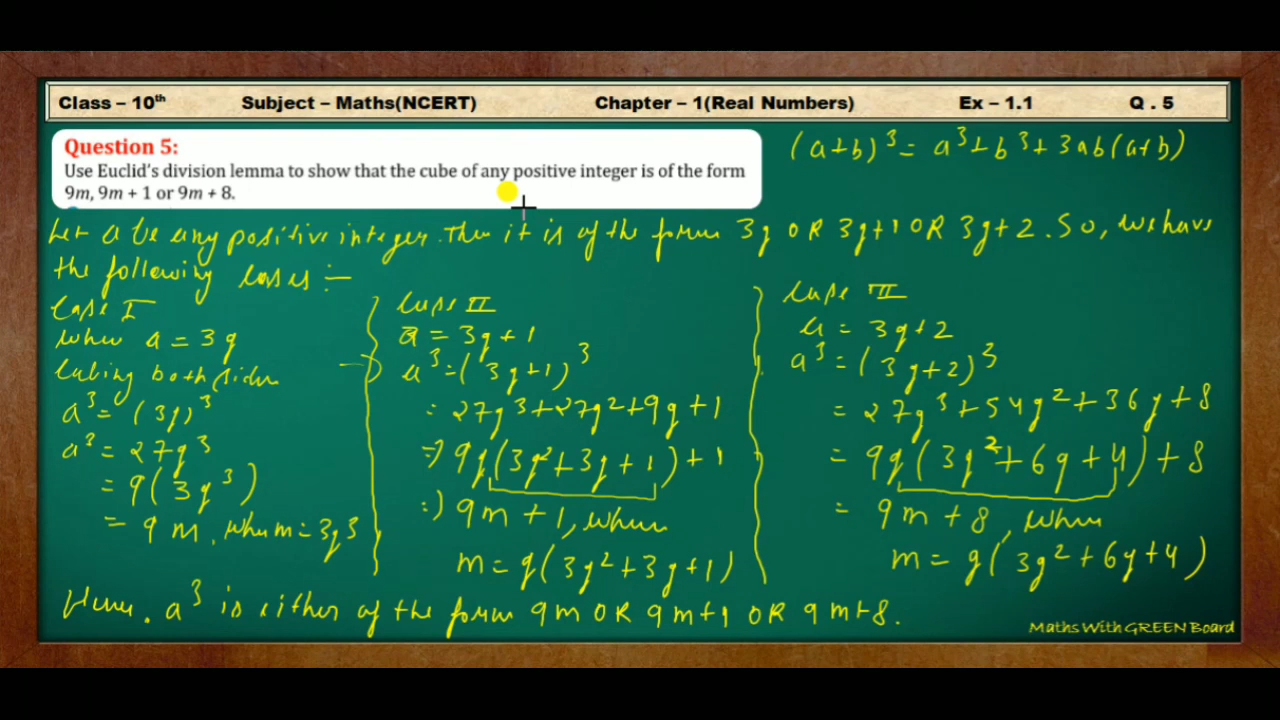 Class – 10th Subject – Maths(NCERT) Chapter – 1(Real Numbers) Ex – 1.1 Q . 5
Question 5:
Use Euclid's division lemma to show that the cube of any positive integer is of the form
9m, 9m + 1 or 9m + 8.
(a+b)³ = a³+b³+3ab(a+b)
Let a be any positive integer. Then it is of the form 3q OR 3q+1 OR 3q+2. So, we have
the following cases :-
Case I
when a = 3q
Cubing both sides
a³ = (3q)³
a³ = 27q³
= 9(3q³)
= 9m, when m = 3q3
Case II
a = 3q+1
a³ = (3q+1)³
= 27q³+27q²+9q+1
=) 9q(3q²+3q+1)+1
=) 9m+1, when
m = q(3q²+3q+1)
Case III
a = 3q+2
a³ = (3q+2)³
= 27q³+54q²+36q+8
= 9q(3q²+6q+4)+8
= 9m+8, when
m = q(3q²+6q+4)
Hence. a³ is either of the form 9m OR 9m+1 OR 9m+8.
Maths With GREEN Board